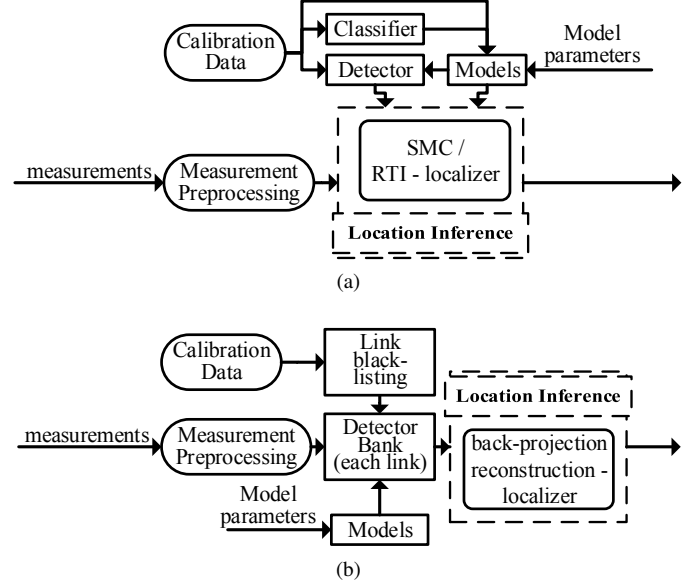 Calibration
Data
Classifier
Detector
Models
Model
parameters
measurements
Measurement
Preprocessing
SMC /
RTI - localizer
Location Inference
(a)
Calibration
Data
Link
black-
listing
Location Inference
measurements
Measurement
Preprocessing
Detector
Bank
(each link)
back-projection
reconstruction -
localizer
Model
parameters
Models
(b)